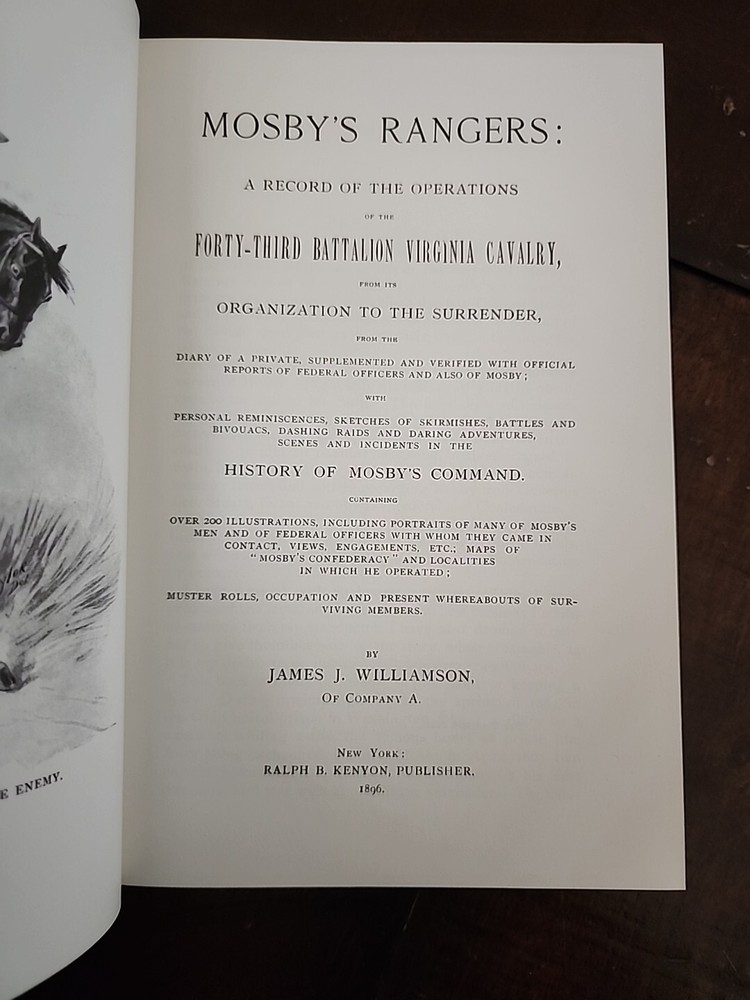 MOSBY'S RANGERS:
A RECORD OF THE OPERATIONS
OF THE
FORTY-THIRD BATTALION VIRGINIA CAVALRY,
FROM ITS
ORGANIZATION TO THE SURRENDER,
FROM THE
DIARY OF A PRIVATE, SUPPLEMENTED AND VERIFIED WITH OFFICIAL
REPORTS OF FEDERAL OFFICERS AND ALSO OF MOSBY;
WITH
PERSONAL REMINISCENCES, SKETCHES OF SKIRMISHES, BATTLES AND
BIVOUACS, DASHING RAIDS AND DARING ADVENTURES,
SCENES AND INCIDENTS IN THE
HISTORY OF MOSBY'S COMMAND.
CONTAINING
OVER 200 ILLUSTRATIONS, INCLUDING PORTRAITS OF MANY OF MOSBY'S
MEN AND OF FEDERAL OFFICERS WITH WHOM THEY CAME IN
CONTACT, VIEWS, ENGAGEMENTS, ETC.; MAPS OF
"MOSBY'S CONFEDERACY" AND LOCALITIES
IN WHICH HE OPERATED;
MUSTER ROLLS, OCCUPATION AND PRESENT WHEREABOUTS OF SUR-
VIVING MEMBERS.
BY
JAMES J. WILLIAMSON,
OF COMPANY A.
NEW YORK:
RALPH B. KENYON, PUBLISHER.
1896.
E ENEMY.